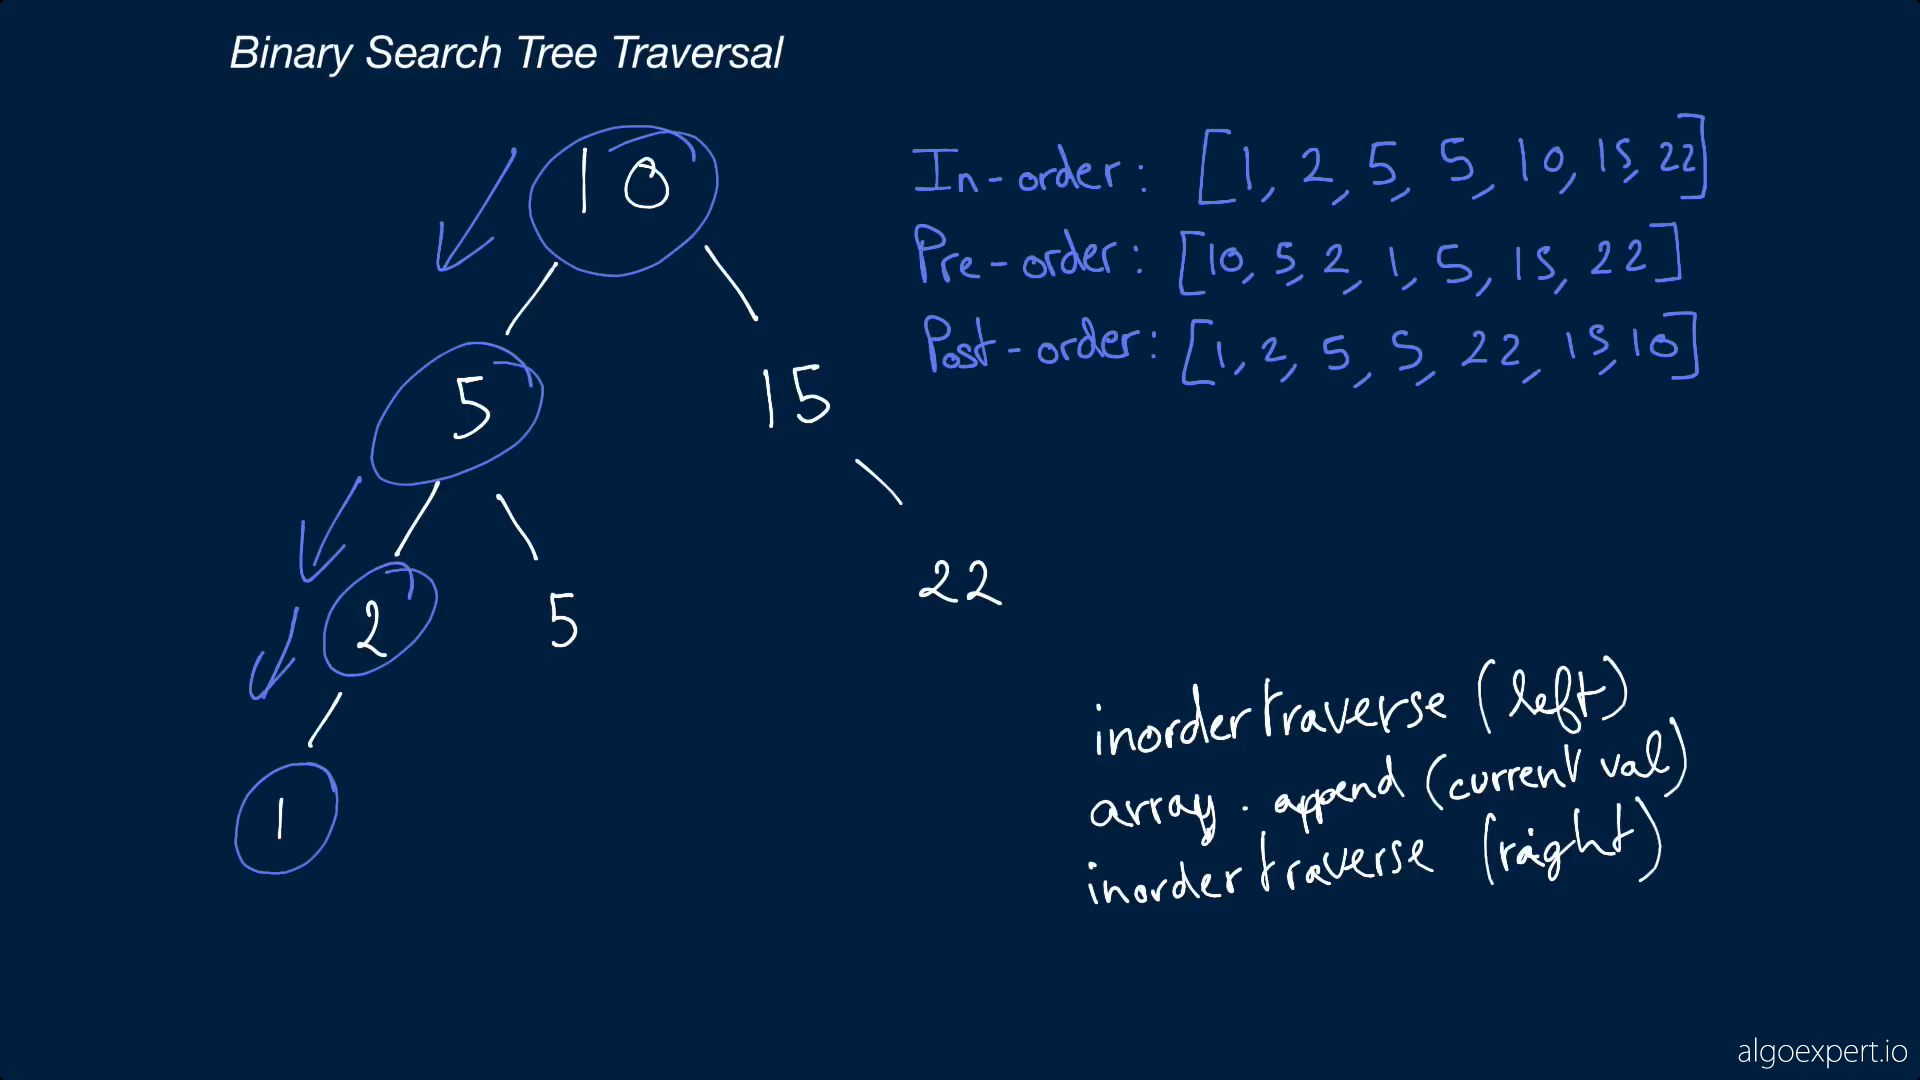 Binary Search Tree Traversal
10
5
15
2
5
22
1
In-order: [1, 2, 5, 5, 10, 15, 22]
Pre-order: [10, 5, 2, 1, 5, 15, 22]
Post-order: [1, 2, 5, 5, 22, 15, 10]
inordertraverse (left)
array . append (current val)
inordertraverse (right)
algoexpert.io